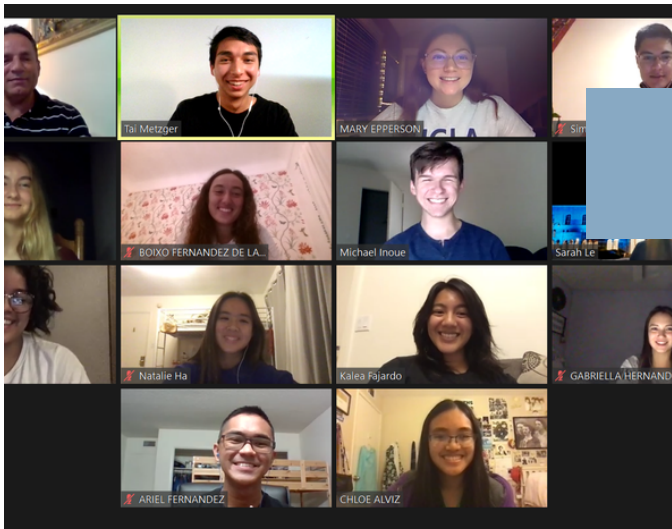 Tai Metzger
MARY EPPERSON
UCLA
Sim
BOIXO FERNANDEZ DE LA...
Michael Inoue
Sarah Le
Natalie Ha
Kalea Fajardo
GABRIELLA HERNAND
ARIEL FERNANDEZ
CHLOE ALVIZ